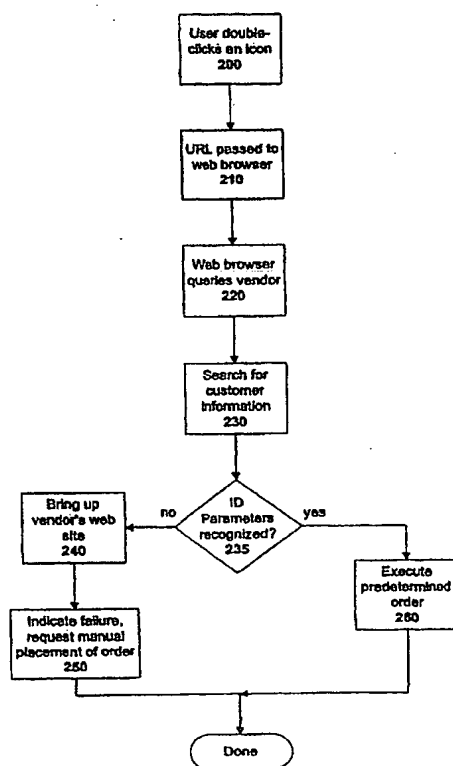 User double-
clicks an icon
200
URL passed to
web browser
210
Web browser
queries vendor
220
Search for
customer
information
230
ID
Parameters
recognized?
235
no
yes
Bring up
vendor's web
site
240
Indicate failure,
request manual
placement of order
250
Execute
predetermined
order
260
Done